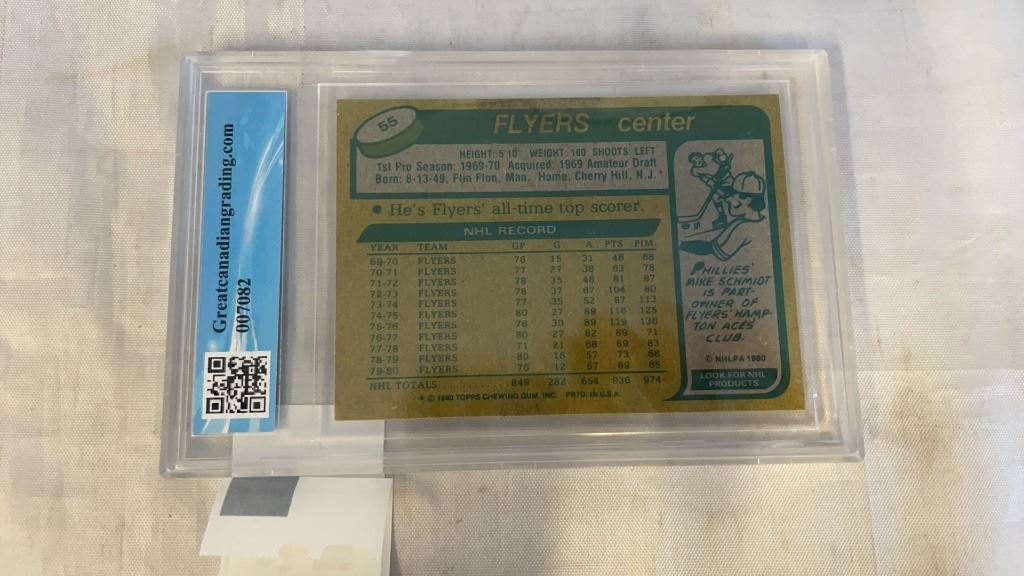 Greatcanadiangrading.com
007082
55
FLYERS center
HEIGHT: 5'10" WEIGHT: 180 SHOOTS: LEFT
1st Pro Season: 1969-70 Acquired: 1969 Amateur Draft
Born: 8-13-49, Flin Flon, Man. Home: Cherry Hill, N.J. *
• He's Flyers' all-time top scorer.
NHL RECORD
YEAR TEAM GP G A PTS PIM
69-70 FLYERS 76 15 31 46 68
70-71 FLYERS 77 27 36 63 78
71-72 FLYERS 78 35 46 81 87
72-73 FLYERS 78 37 67 104 80
73-74 FLYERS 77 35 52 87 113
74-75 FLYERS 80 27 89 116 125
75-76 FLYERS 76 30 89 119 136
76-77 FLYERS 80 27 62 89 71
77-78 FLYERS 71 21 68 89 83
78-79 FLYERS 80 16 57 73 68
79-80 FLYERS 76 12 57 69 65
NHL TOTALS ........ 849 282 654 936 974
* © 1980 TOPPS CHEWING GUM, INC. PRTD. IN U.S.A.
PHILLIES'
MIKE SCHMIDT
IS PART-
OWNER OF
FLYERS' HAMP-
TON ACES'
CLUB.
© NHLPA 1980
LOOK FOR NHL
PRODUCTS